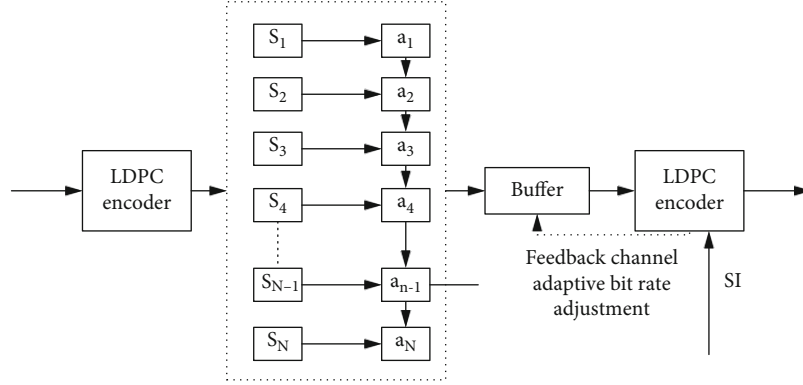 S1
a1
S2
a2
S3
a3
LDPC
encoder
S4
a4
Buffer
LDPC
encoder
Feedback channel
adaptive bit rate
adjustment
SI
SN–1
an-1
SN
aN